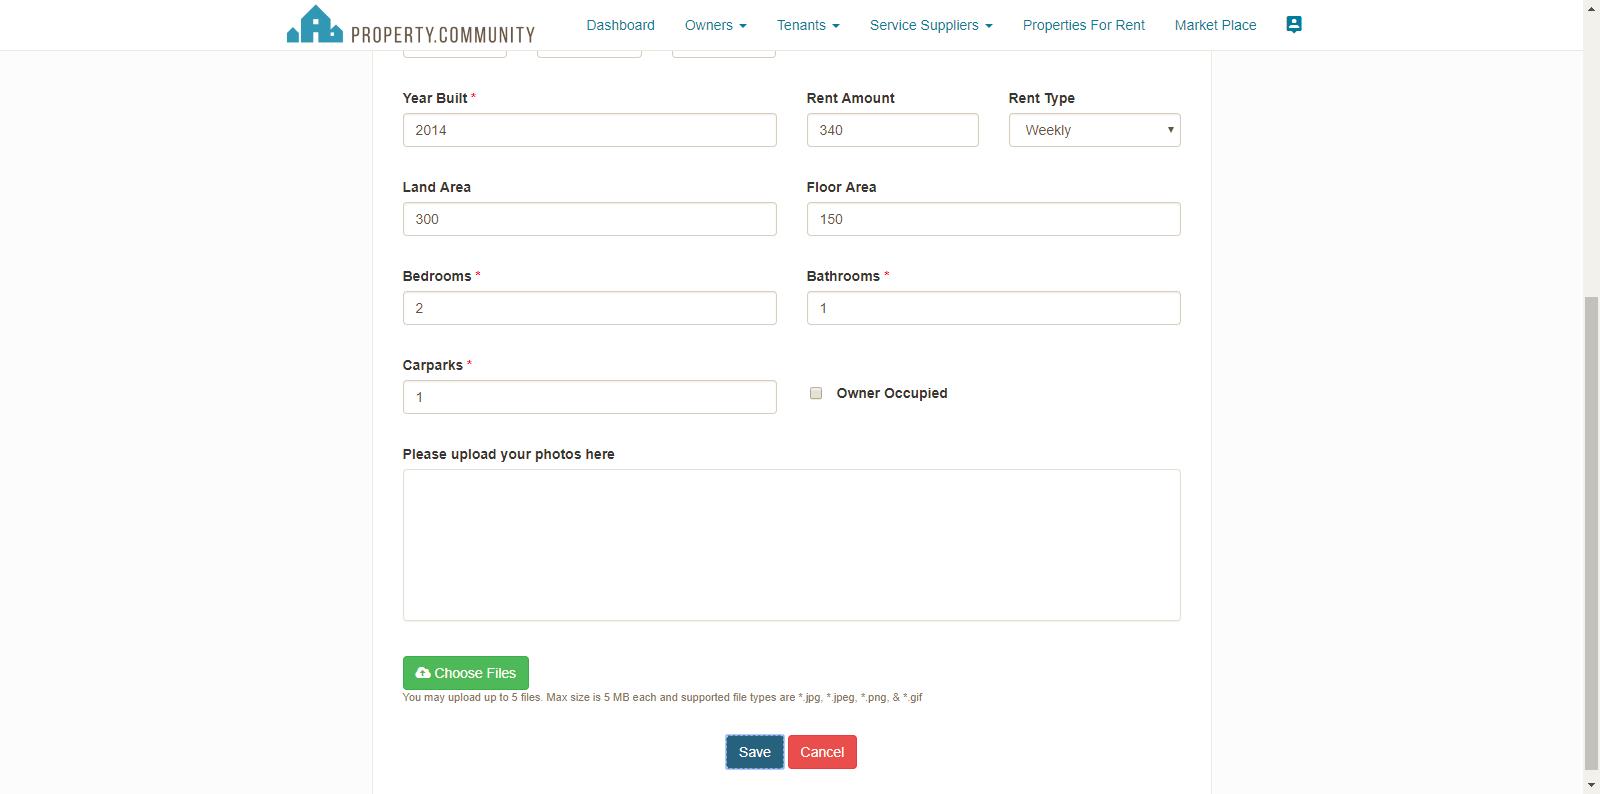 PROPERTY.COMMUNITY Dashboard Owners Tenants Service Suppliers Properties For Rent Market Place
Year Built * Rent Amount Rent Type
2014 340 Weekly
Land Area Floor Area
300 150
Bedrooms * Bathrooms *
2 1
Carparks *
1 Owner Occupied
Please upload your photos here
Choose Files
You may upload up to 5 files. Max size is 5 MB each and supported file types are *.jpg, *.jpeg, *.png, & *.gif
Save Cancel